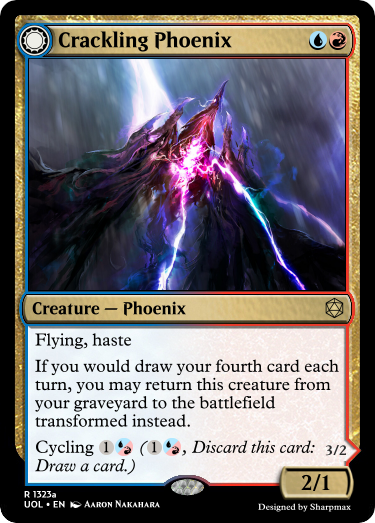 Crackling Phoenix
Creature — Phoenix
Flying, haste
If you would draw your fourth card each
turn, you may return this creature from
your graveyard to the battlefield
transformed instead.
Cycling 1 (1, Discard this card:
Draw a card.)
3/2
2/1
R 1323a
UOL • EN Aaron Nakahara
Designed by Sharpmax